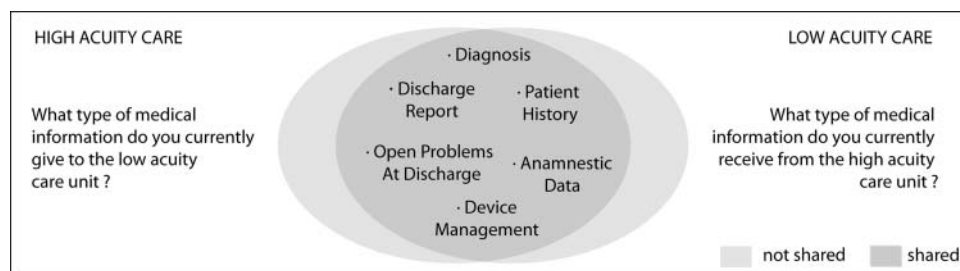 HIGH ACUITY CARE
What type of medical
information do you currently
give to the low acuity
care unit ?
· Diagnosis
· Discharge
Report
· Patient
History
· Open Problems
At Discharge
· Anamnestic
Data
· Device
Management
LOW ACUITY CARE
What type of medical
information do you currently
receive from the high acuity
care unit ?
not shared
shared